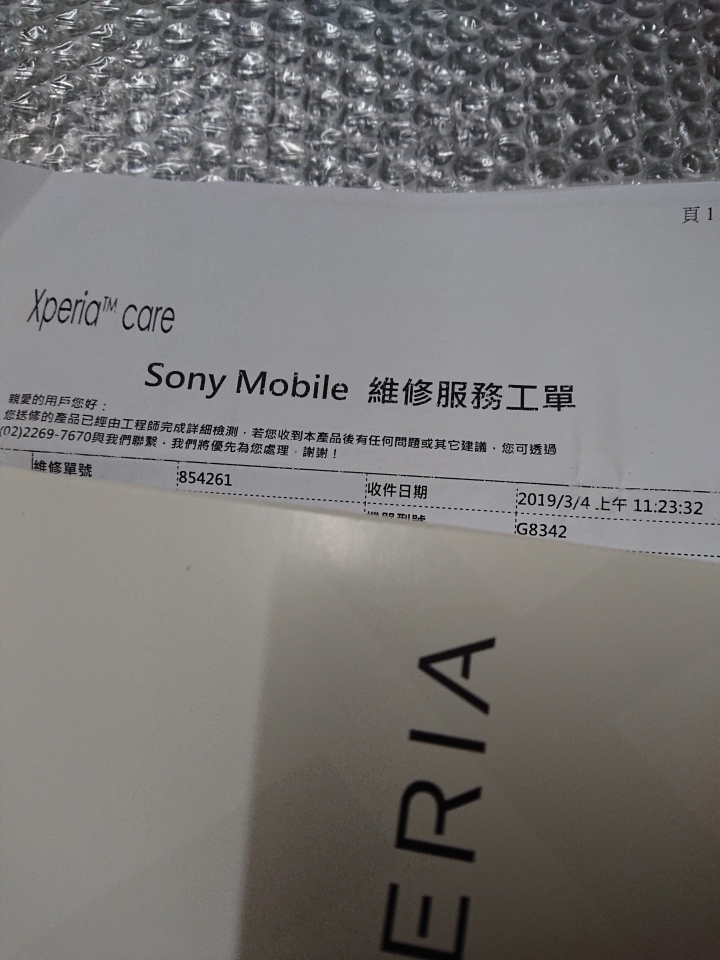 頁 1
Xperia™ care
Sony Mobile 維修服務工單
親愛的用戶您好：
您送修的產品已經由工程師完成詳細檢測，若您收到本產品後有任何問題或其它建議，您可透過
(02)2269-7670與我們聯繫，我們將優先為您處理，謝謝！
維修單號 854261 收件日期 2019/3/4 上午 11:23:32
G8342
ERIA